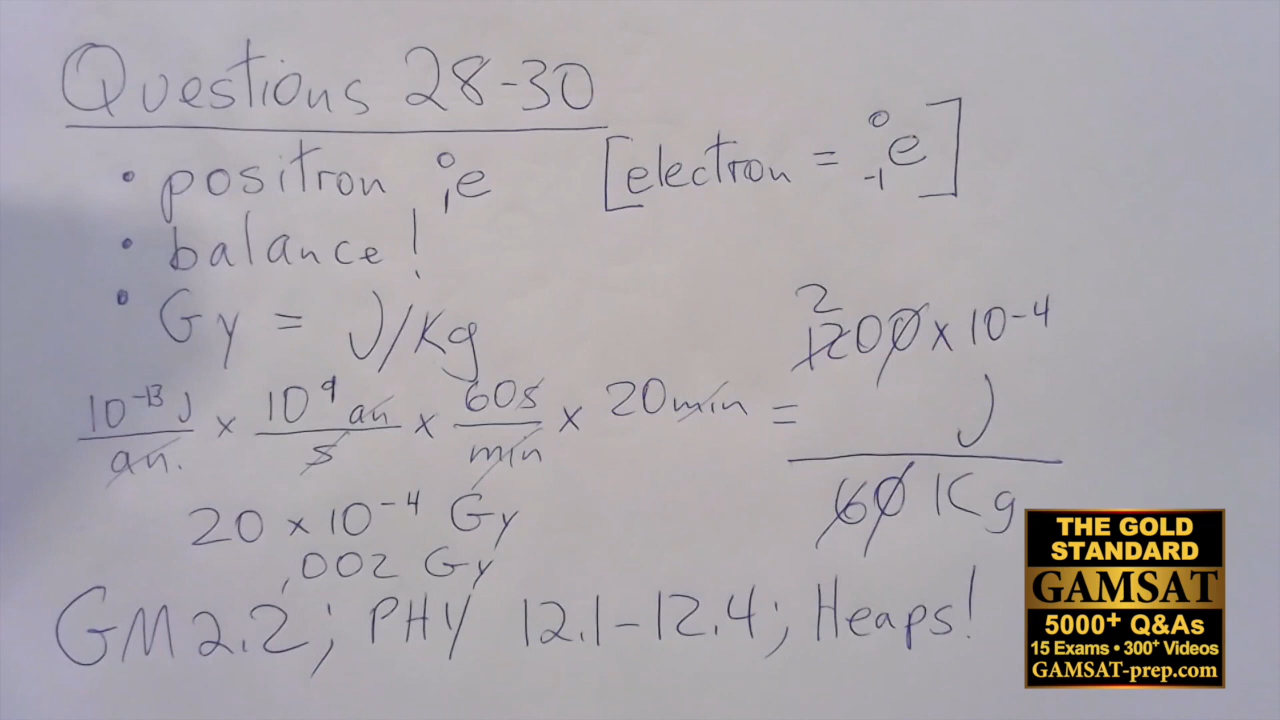 Questions 28-30
• positron ⁰₁e [electron = ⁰₋₁e]
• balance!
• Gy = J/Kg
10⁻¹³ J / an. × 10⁹ an / s × 60s / min × 20min = 1200 × 10⁻⁴ J / 60 Kg
2
20 × 10⁻⁴ Gy
.002 Gy
GM2.2; PHY 12.1-12.4; Heaps!
THE GOLD
STANDARD
GAMSAT
5000⁺ Q&As
15 Exams • 300⁺ Videos
GAMSAT-prep.com